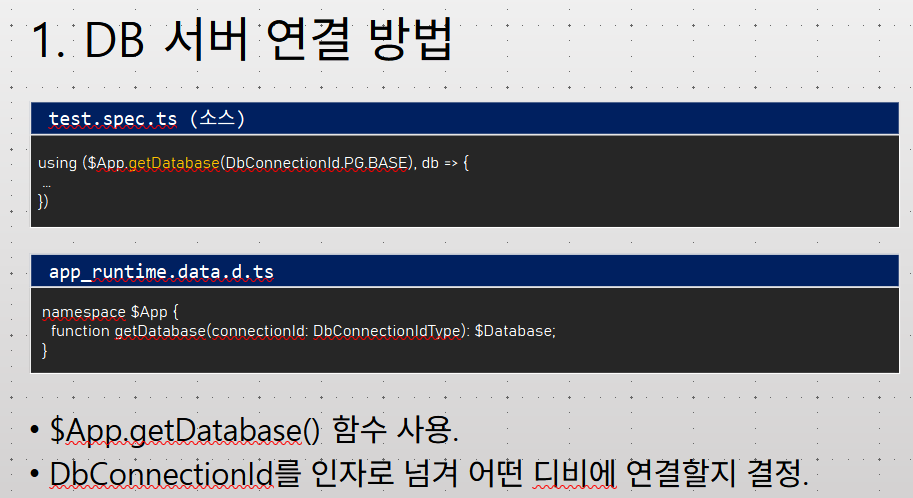 1. DB 서버 연결 방법
test.spec.ts (소스)
using ($App.getDatabase(DbConnectionId.PG.BASE), db => {
...
})
app_runtime.data.d.ts
namespace $App {
function getDatabase(connectionId: DbConnectionIdType): $Database;
}
• $App.getDatabase() 함수 사용.
• DbConnectionId를 인자로 넘겨 어떤 디비에 연결할지 결정.